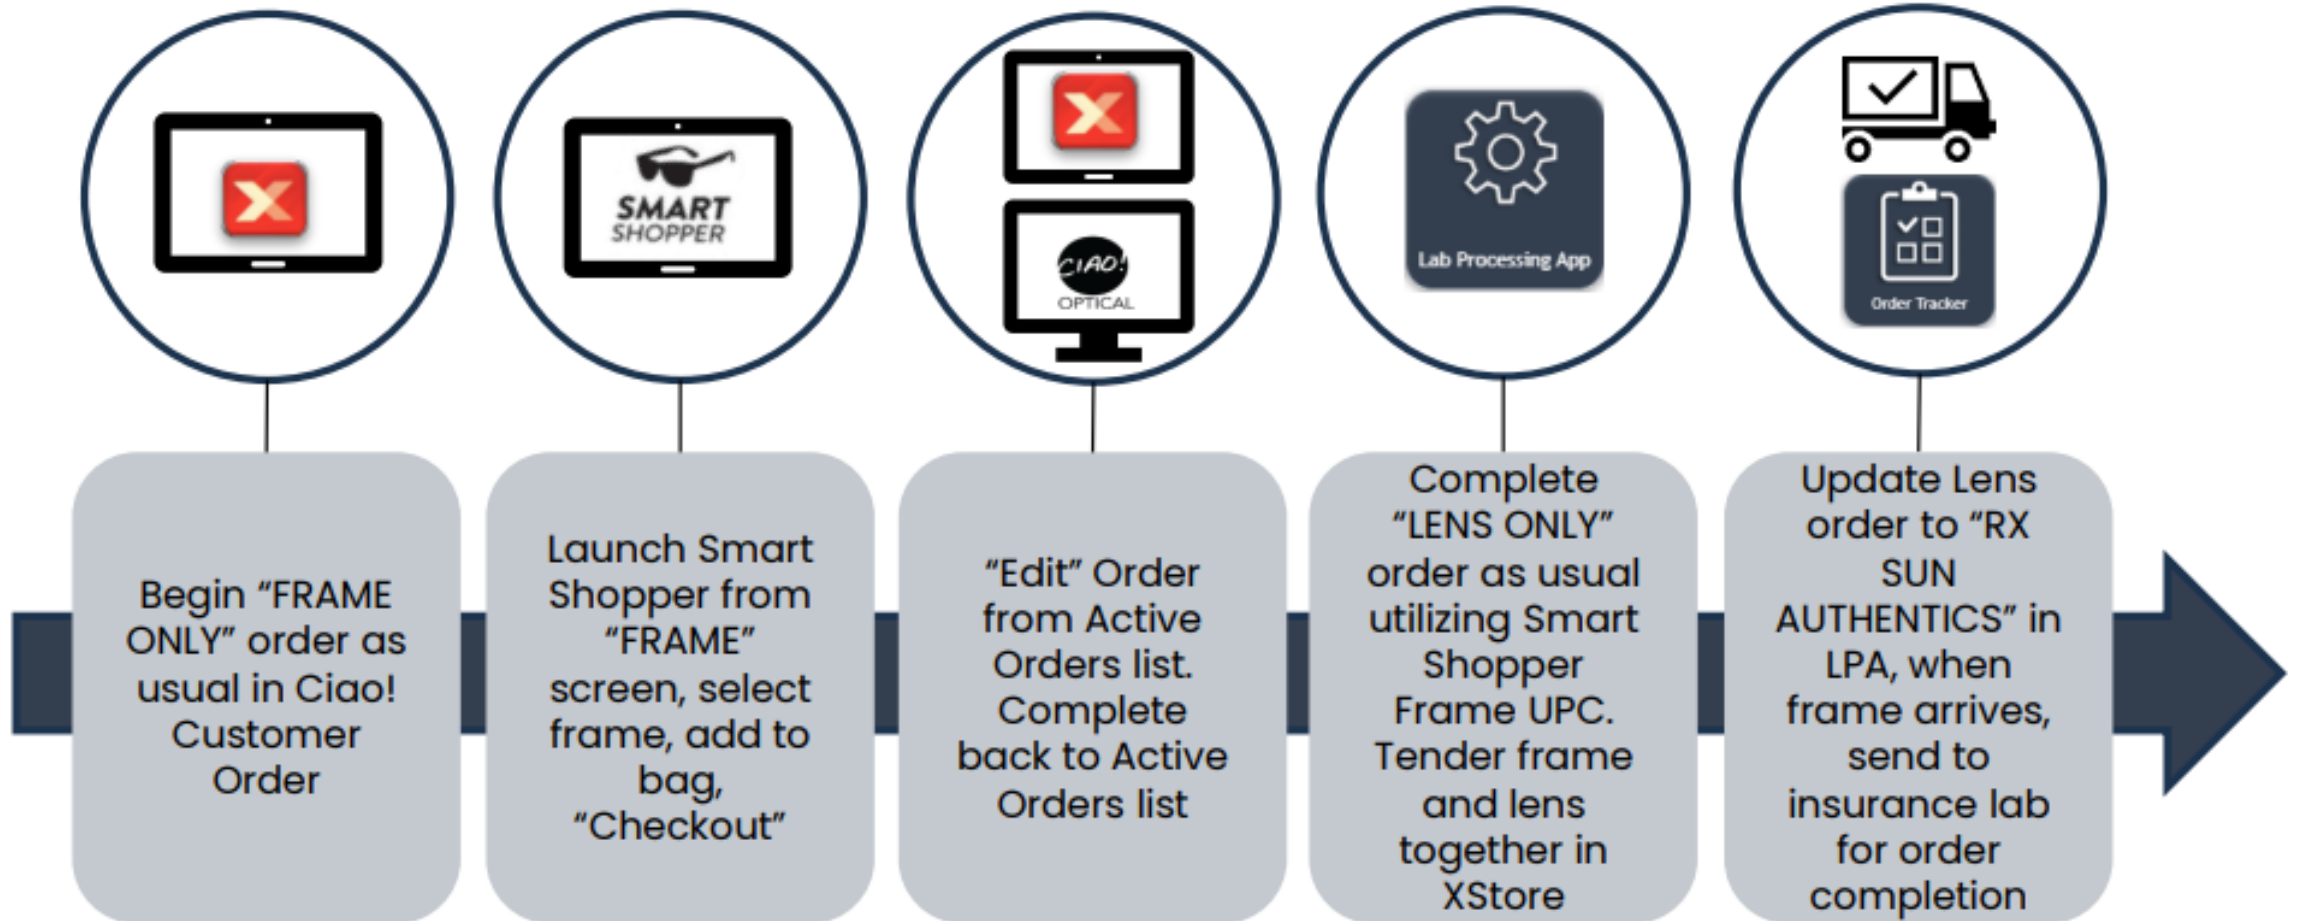 SMART
SHOPPER
CIAO!
OPTICAL
Lab Processing App
Order Tracker
Begin “FRAME
ONLY” order as
usual in Ciao!
Customer
Order
Launch Smart
Shopper from
“FRAME”
screen, select
frame, add to
bag,
“Checkout”
“Edit” Order
from Active
Orders list.
Complete
back to Active
Orders list
Complete
“LENS ONLY”
order as usual
utilizing Smart
Shopper
Frame UPC.
Tender frame
and lens
together in
XStore
Update Lens
order to “RX
SUN
AUTHENTICS” in
LPA, when
frame arrives,
send to
insurance lab
for order
completion